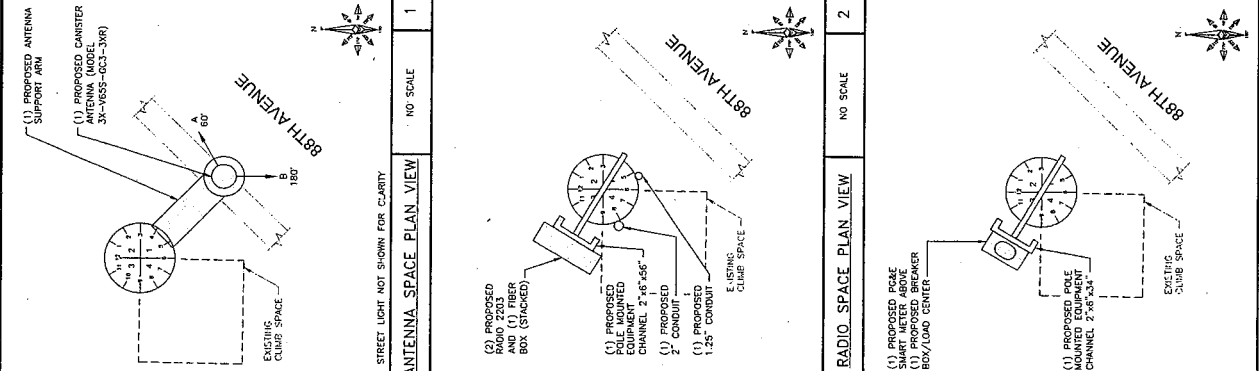 (1) PROPOSED ANTENNA
SUPPORT ARM
(1) PROPOSED CANISTER
ANTENNA (MODEL
3X-V65S-GC3-3XR)
N
88TH AVENUE
A
60°
B
180°
EXISTING
CLIMB SPACE
STREET LIGHT NOT SHOWN FOR CLARITY
ANTENNA SPACE PLAN VIEW
NO SCALE
1
(2) PROPOSED
RADIO 2203
AND (1) FIBER
BOX (STACKED)
(1) PROPOSED
POLE MOUNTED
EQUIPMENT
CHANNEL 2"x6"x56"
(1) PROPOSED
2" CONDUIT
(1) PROPOSED
1.25" CONDUIT
EXISTING
CLIMB SPACE
N
88TH AVENUE
RADIO SPACE PLAN VIEW
NO SCALE
2
(1) PROPOSED PG&E
SMART METER ABOVE
(1) PROPOSED BREAKER
BOX/LOAD CENTER
(1) PROPOSED POLE
MOUNTED EQUIPMENT
CHANNEL 2"x6"x34"
EXISTING
CLIMB SPACE
N
88TH AVENUE